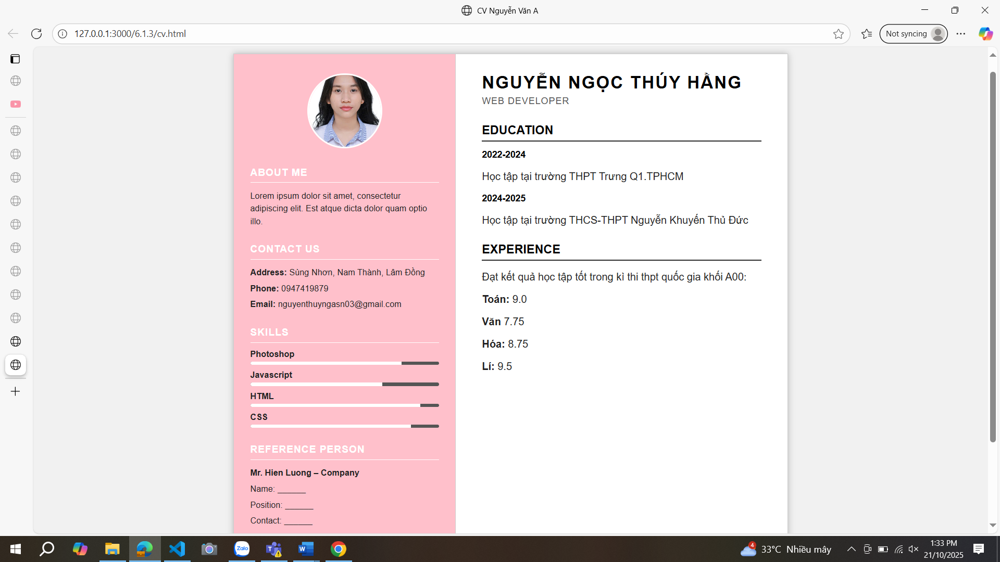 CV Nguyễn Văn A
127.0.0.1:3000/6.1.3/cv.html
Not syncing
NGUYỄN NGỌC THÚY HẰNG
WEB DEVELOPER
EDUCATION
2022-2024
Học tập tại trường THPT Trưng Q1.TPHCM
2024-2025
Học tập tại trường THCS-THPT Nguyễn Khuyến Thủ Đức
EXPERIENCE
Đạt kết quả học tập tốt trong kì thi thpt quốc gia khối A00:
Toán: 9.0
Văn 7.75
Hóa: 8.75
Lí: 9.5
ABOUT ME
Lorem ipsum dolor sit amet, consectetur
adipiscing elit. Est atque dicta dolor quam optio
illo.
CONTACT US
Address: Sùng Nhơn, Nam Thành, Lâm Đồng
Phone: 0947419879
Email: nguyenthuyngasn03@gmail.com
SKILLS
Photoshop
Javascript
HTML
CSS
REFERENCE PERSON
Mr. Hien Luong – Company
Name: ______
Position: ______
Contact: ______
Zalo
4
33°C Nhiều mây
1:33 PM
21/10/2025